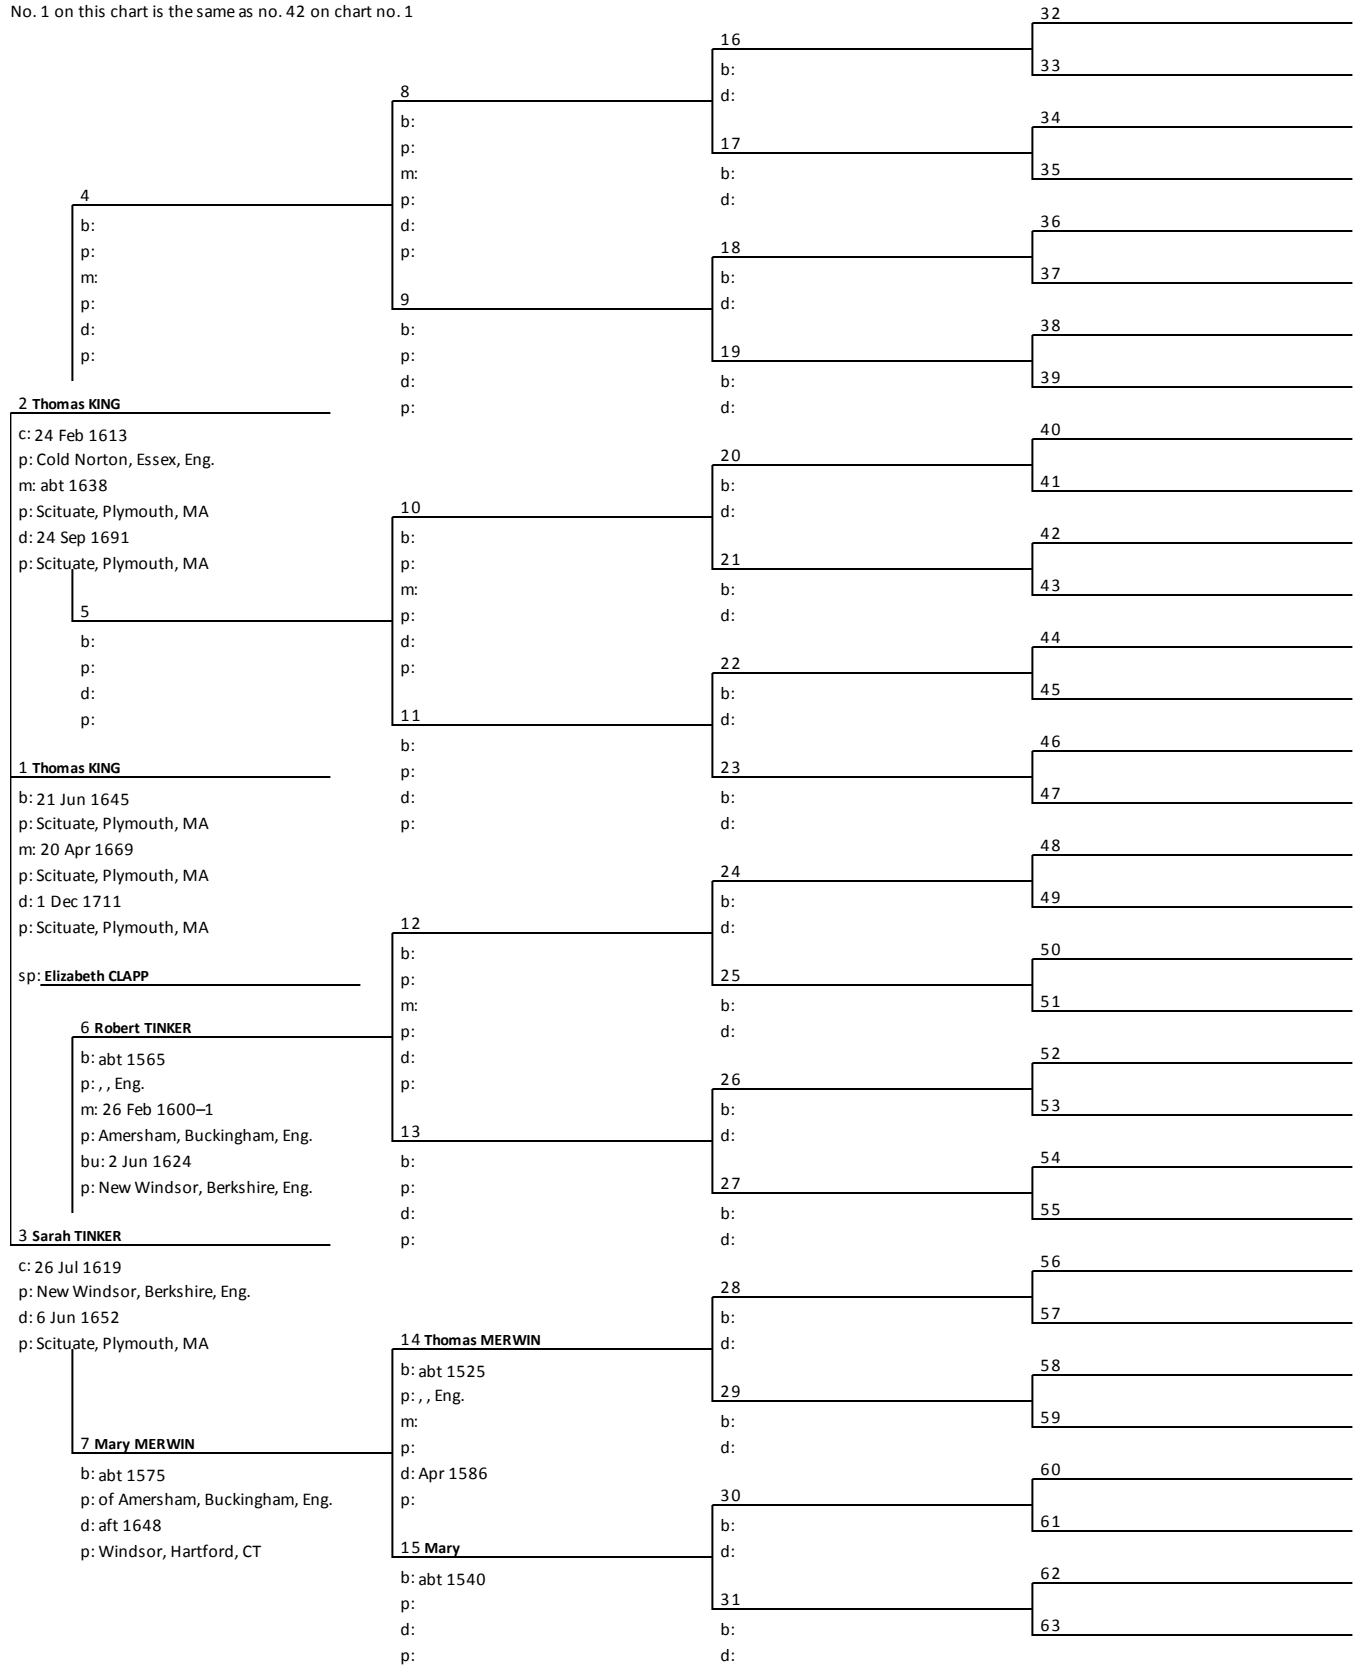 No. 1 on this chart is the same as no. 42 on chart no. 1
1 Thomas KING
b: 21 Jun 1645
p: Scituate, Plymouth, MA
m: 20 Apr 1669
p: Scituate, Plymouth, MA
d: 1 Dec 1711
p: Scituate, Plymouth, MA
sp: Elizabeth CLAPP
2 Thomas KING
c: 24 Feb 1613
p: Cold Norton, Essex, Eng.
m: abt 1638
p: Scituate, Plymouth, MA
d: 24 Sep 1691
p: Scituate, Plymouth, MA
3 Sarah TINKER
c: 26 Jul 1619
p: New Windsor, Berkshire, Eng.
d: 6 Jun 1652
p: Scituate, Plymouth, MA
4
b:
p:
m:
p:
d:
p:
5
b:
p:
d:
p:
6 Robert TINKER
b: abt 1565
p: , , Eng.
m: 26 Feb 1600–1
p: Amersham, Buckingham, Eng.
bu: 2 Jun 1624
p: New Windsor, Berkshire, Eng.
7 Mary MERWIN
b: abt 1575
p: of Amersham, Buckingham, Eng.
d: aft 1648
p: Windsor, Hartford, CT
8
b:
p:
m:
p:
d:
p:
9
b:
p:
d:
p:
10
b:
p:
m:
p:
d:
p:
11
b:
p:
d:
p:
12
b:
p:
m:
p:
d:
p:
13
b:
p:
d:
p:
14 Thomas MERWIN
b: abt 1525
p: , , Eng.
m:
p:
d: Apr 1586
p:
15 Mary
b: abt 1540
p:
d:
p:
16
b:
d:
17
b:
d:
18
b:
d:
19
b:
d:
20
b:
d:
21
b:
d:
22
b:
d:
23
b:
d:
24
b:
d:
25
b:
d:
26
b:
d:
27
b:
d:
28
b:
d:
29
b:
d:
30
b:
d:
31
b:
d:
32
33
34
35
36
37
38
39
40
41
42
43
44
45
46
47
48
49
50
51
52
53
54
55
56
57
58
59
60
61
62
63